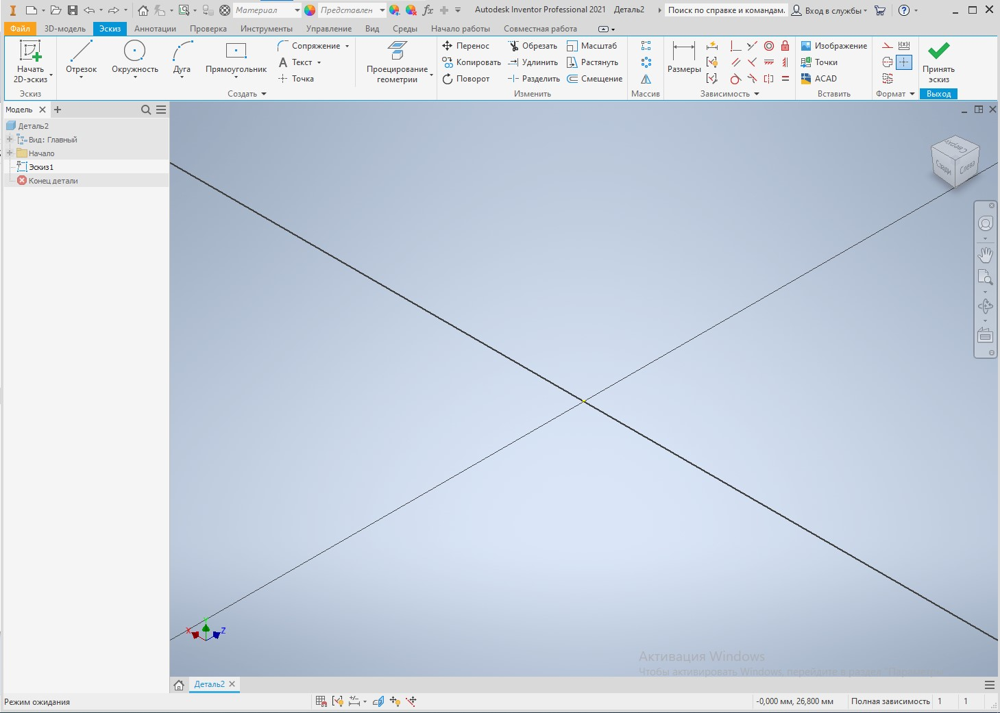 Материал
Представлен
fx
Autodesk Inventor Professional 2021 Деталь2
Поиск по справке и командам.
Вход в службы
Файл 3D-модель Эскиз Аннотации Проверка Инструменты Управление Вид Среды Начало работы Совместная работа
Начать 2D-эскиз
Отрезок
Окружность
Дуга
Прямоугольник
Сопряжение
Текст
Точка
Проецирование геометрии
Перенос
Копировать
Поворот
Обрезать
Удлинить
Разделить
Масштаб
Растянуть
Смещение
Размеры
Изображение
Точки
ACAD
Принять эскиз
Эскиз Создать Изменить Массив Зависимость Вставить Формат Выход
Модель
Деталь2
Вид: Главный
Начало
Эскиз1
Конец детали
Сверху
Сзади
Слева
X Y Z
Активация Windows
Чтобы активировать Windows, перейдите в раздел "Параметры
Деталь2
Режим ожидания
-0,000 мм, 26,800 мм Полная зависимость 1 1